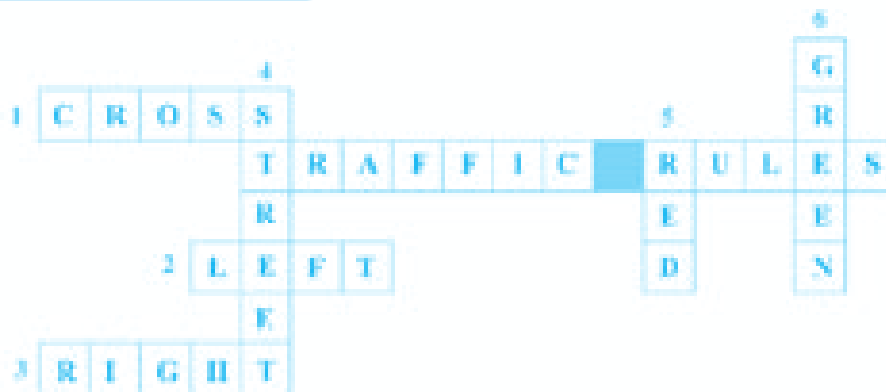 6
4 G
1 C R O S S 5 R
T R A F F I C R U L E S
R E E
2 L E F T D N
E
3 R I G H T